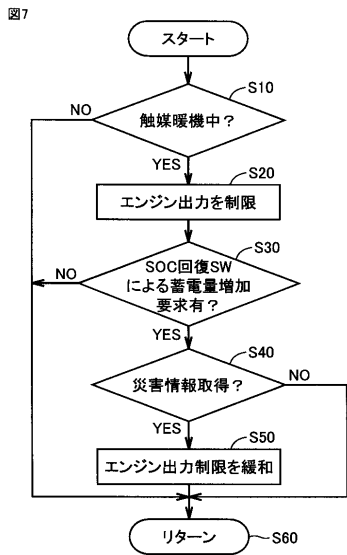 図7
スタート
S10
触媒暖機中？
NO
YES
S20
エンジン出力を制限
S30
SOC回復SW
による蓄電量増加
要求有？
NO
YES
S40
災害情報取得？
NO
YES
S50
エンジン出力制限を緩和
リターン
S60